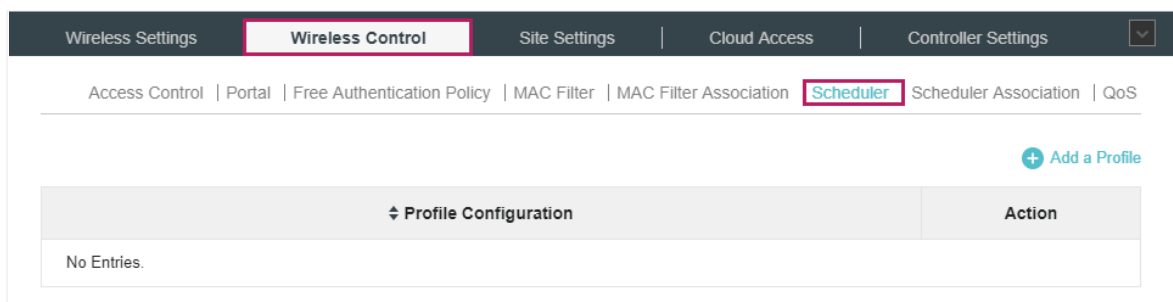 Wireless Settings Wireless Control Site Settings | Cloud Access | Controller Settings
Access Control | Portal | Free Authentication Policy | MAC Filter | MAC Filter Association Scheduler Scheduler Association | QoS
Add a Profile
Profile Configuration Action
No Entries.